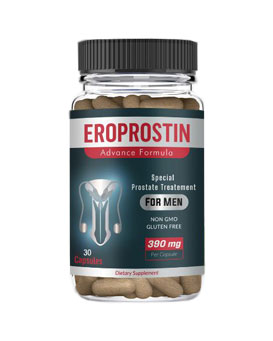 EROPROSTIN
Advance Formula
Special
Prostate Treatement
FOR MEN
NON GMO
GLUTEN FREE
390 mg
Per Capsule
30
Capsules
Dietary Supplement